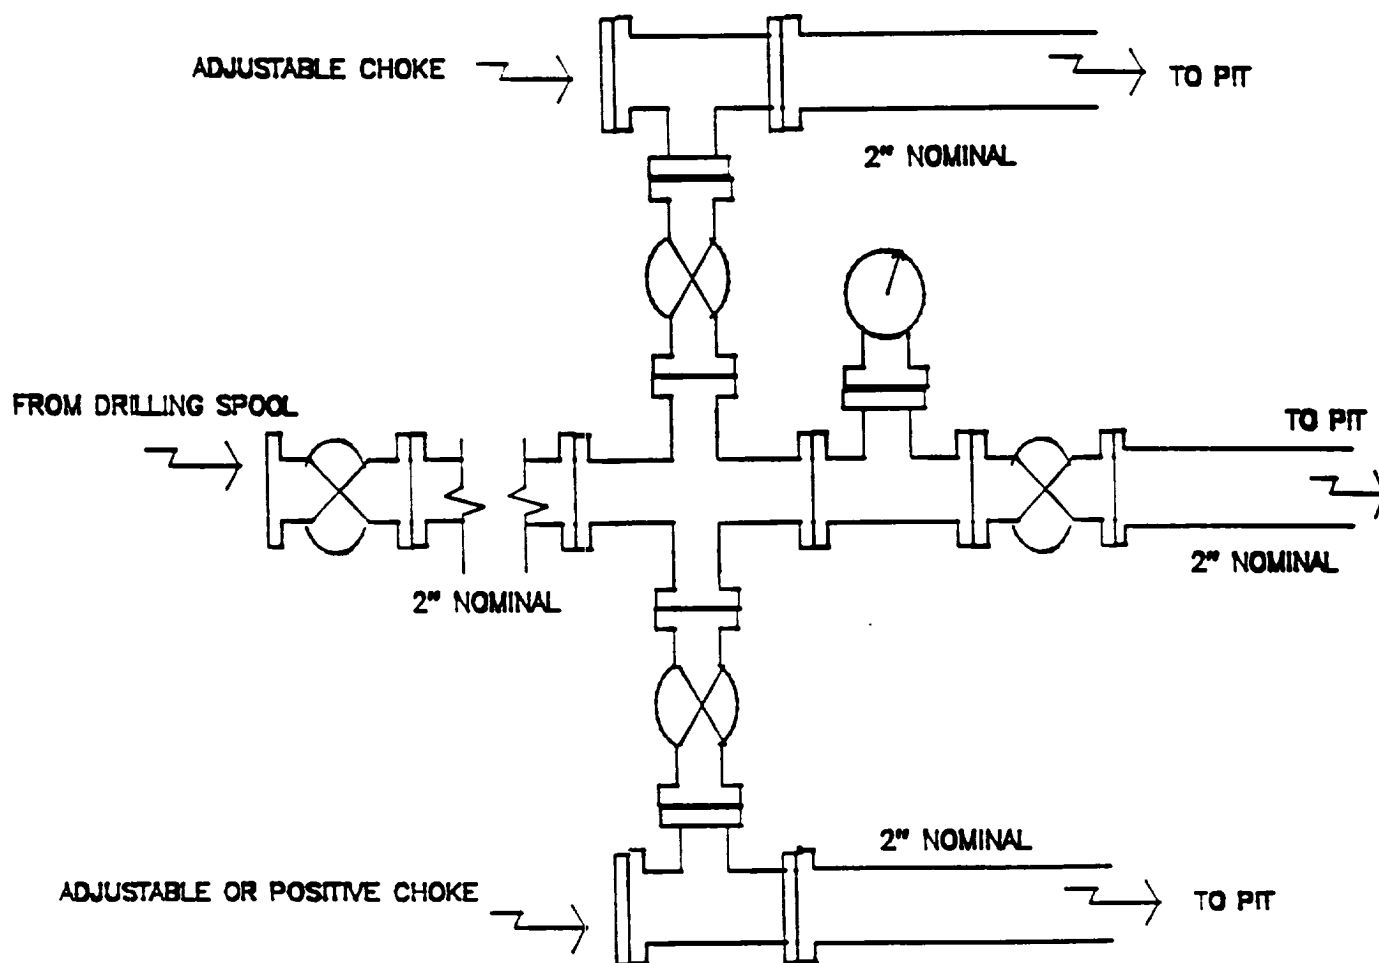 ADJUSTABLE CHOKE
TO PIT
2" NOMINAL
FROM DRILLING SPOOL
TO PIT
2" NOMINAL
2" NOMINAL
2" NOMINAL
ADJUSTABLE OR POSITIVE CHOKE
TO PIT